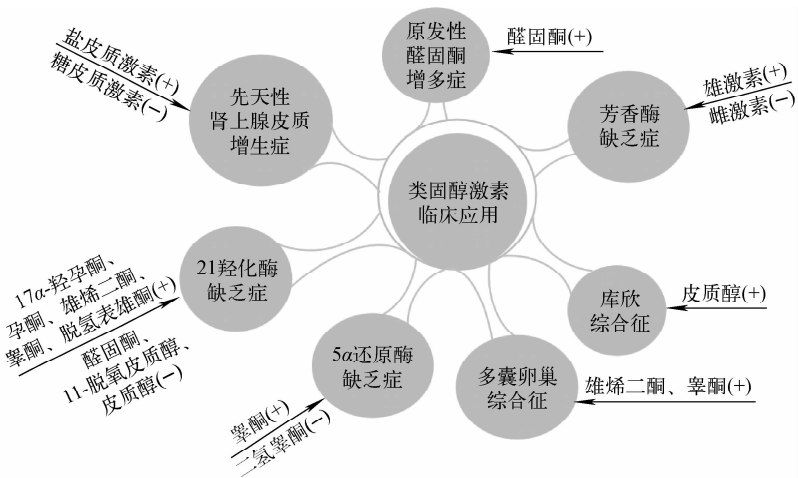 原发性
醛固酮
增多症
醛固酮(+)
盐皮质激素(+)
糖皮质激素(−)
先天性
肾上腺皮质
增生症
雄激素(+)
雌激素(−)
芳香酶
缺乏症
类固醇激素
临床应用
17α-羟孕酮、
孕酮、雄烯二酮、
睾酮、脱氢表雄酮(+)
醛固酮、
11-脱氧皮质醇、
皮质醇(−)
21羟化酶
缺乏症
库欣
综合征
皮质醇(+)
5α还原酶
缺乏症
睾酮(+)
二氢睾酮(−)
多囊卵巢
综合征
雄烯二酮、睾酮(+)